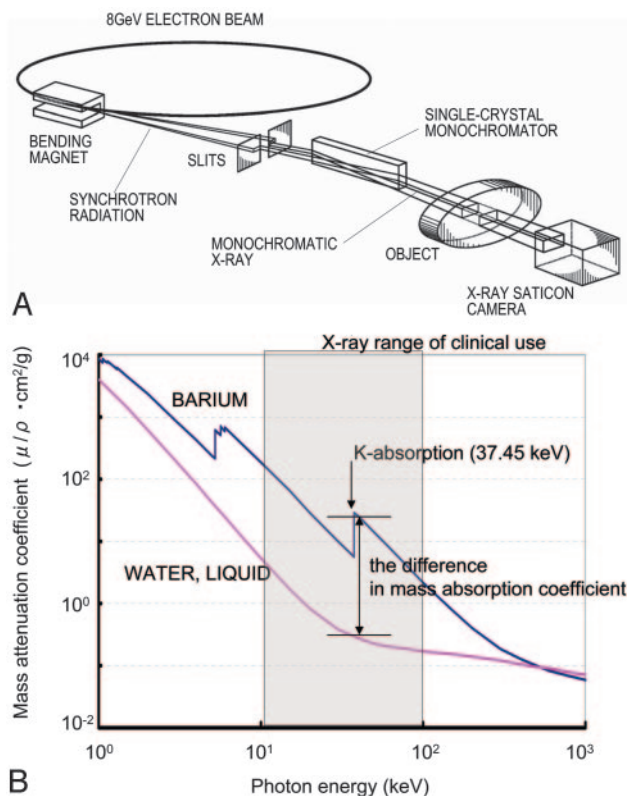 8GeV ELECTRON BEAM
BENDING
MAGNET
SLITS
SYNCHROTRON
RADIATION
SINGLE-CRYSTAL
MONOCHROMATOR
MONOCHROMATIC
X-RAY
OBJECT
X-RAY SATICON
CAMERA
A
X-ray range of clinical use
10⁴
10²
10⁰
10⁻²
Mass attenuation coefficient (μ/ρ ・cm²/g)
BARIUM
K-absorption (37.45 keV)
WATER, LIQUID
the difference
in mass absorption coefficient
10⁰ 10¹ 10² 10³
Photon energy (keV)
B